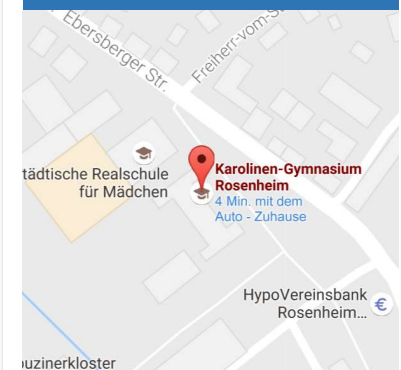 Ebersberger Str.
Freiherr-vom-S
tädtische Realschule
für Mädchen
Karolinen-Gymnasium
Rosenheim
4 Min. mit dem
Auto - Zuhause
HypoVereinsbank
Rosenheim...
€
uzinerkloster